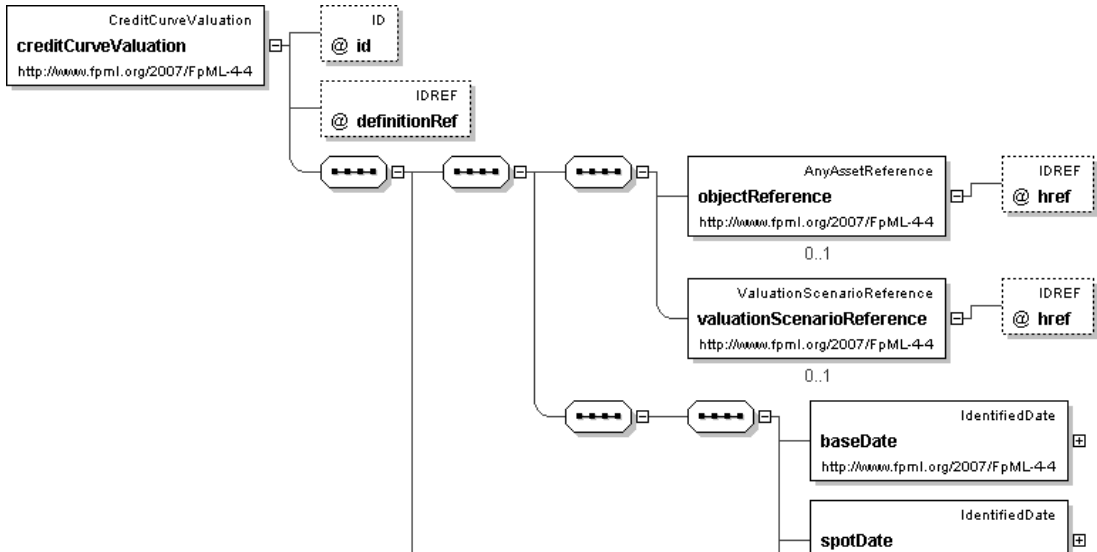 CreditCurveValuation
creditCurveValuation
http://www.fpml.org/2007/FpML-4-4
ID
@ id
IDREF
@ definitionRef
AnyAssetReference
objectReference
http://www.fpml.org/2007/FpML-4-4
0..1
IDREF
@ href
ValuationScenarioReference
valuationScenarioReference
http://www.fpml.org/2007/FpML-4-4
0..1
IDREF
@ href
IdentifiedDate
baseDate
http://www.fpml.org/2007/FpML-4-4
IdentifiedDate
spotDate